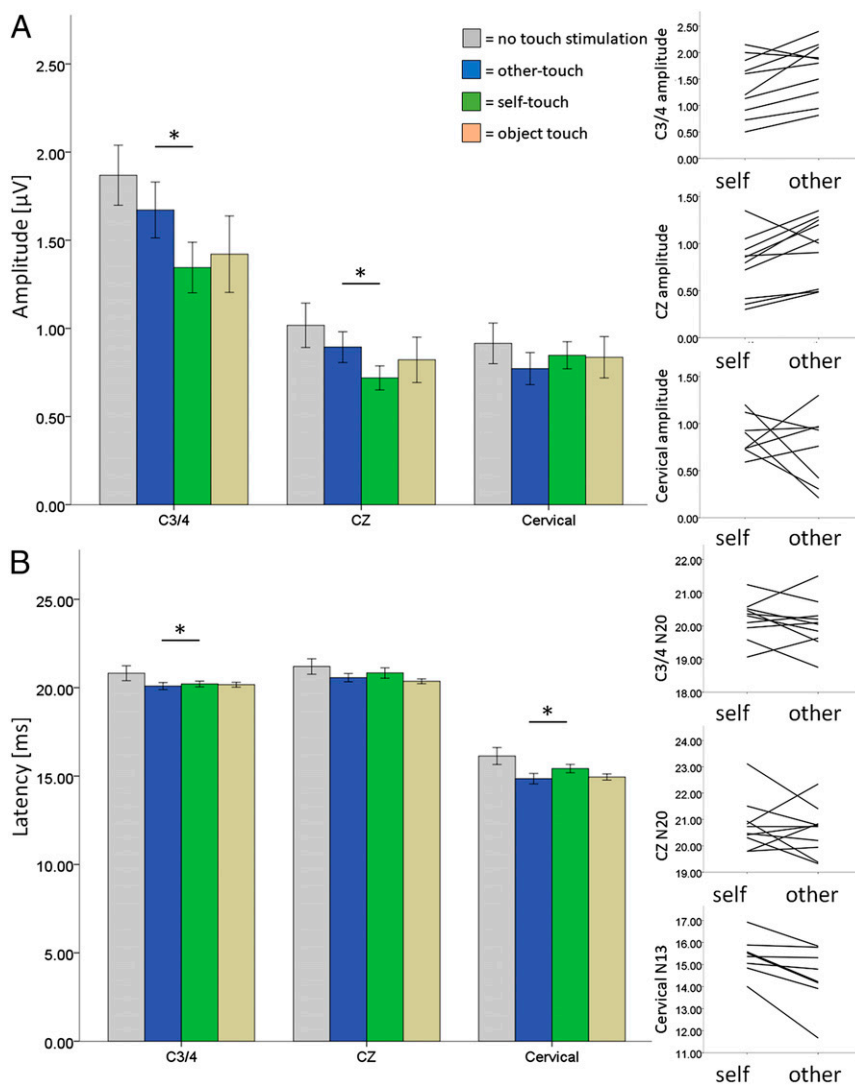 A
= no touch stimulation
= other-touch
= self-touch
= object touch
Amplitude [µV]
2.50
2.00
1.50
1.00
0.50
0.00
*
*
C3/4
CZ
Cervical
C3/4 amplitude
2.50
2.00
1.50
1.00
0.50
0.00
self
other
CZ amplitude
1.50
1.00
0.50
0.00
self
other
Cervical amplitude
1.50
1.00
0.50
0.00
self
other
B
Latency [ms]
25.00
20.00
15.00
10.00
5.00
0.00
*
*
C3/4
CZ
Cervical
C3/4 N20
22.00
21.00
20.00
19.00
18.00
self
other
CZ N20
24.00
23.00
22.00
21.00
20.00
19.00
self
other
Cervical N13
17.00
16.00
15.00
14.00
13.00
12.00
11.00
self
other